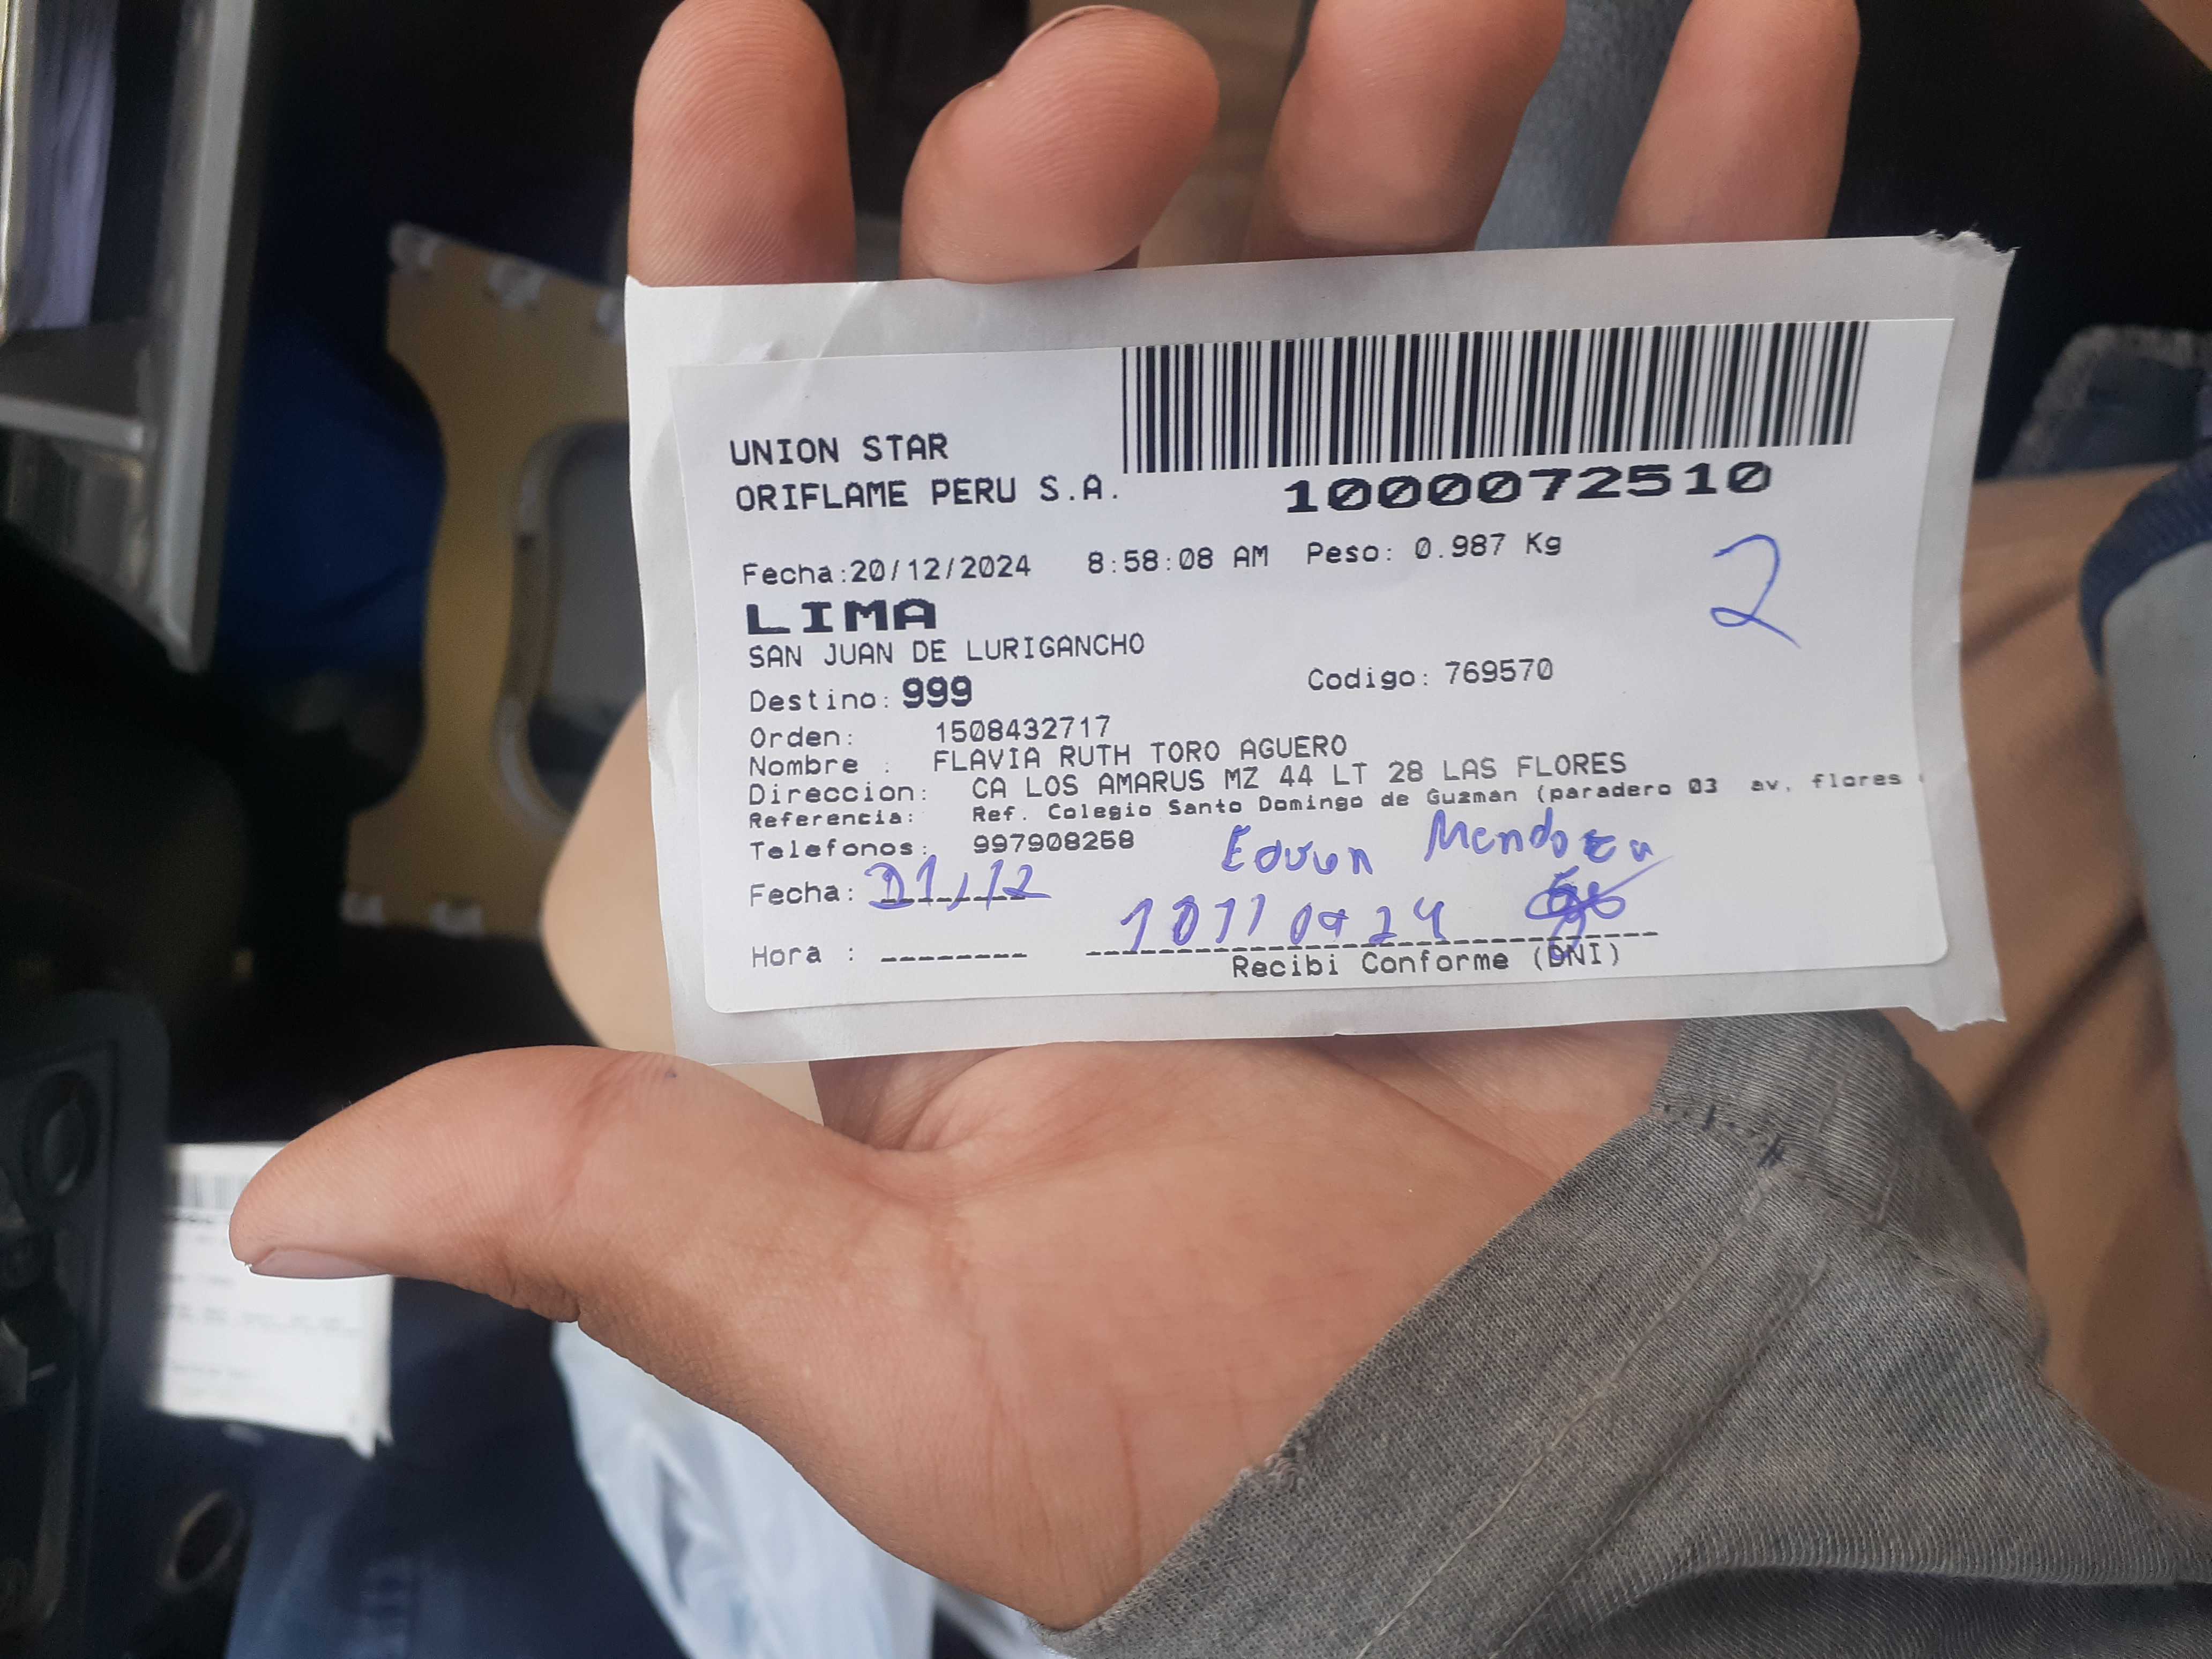 UNION STAR
ORIFLAME PERU S.A.
1000072510
Fecha:20/12/2024 8:58:08 AM Peso: 0.987 Kg
2
LIMA
SAN JUAN DE LURIGANCHO
Destino: 999 Codigo: 769570
Orden: 1508432717
Nombre : FLAVIA RUTH TORO AGUERO
Direccion: CA LOS AMARUS MZ 44 LT 28 LAS FLORES
Referencia: Ref. Colegio Santo Domingo de Guzman (paradero 03 av. flores
Telefonos: 997908258 Mendoza
Fecha: 21/12
Hora :
Recibi Conforme (DNI)